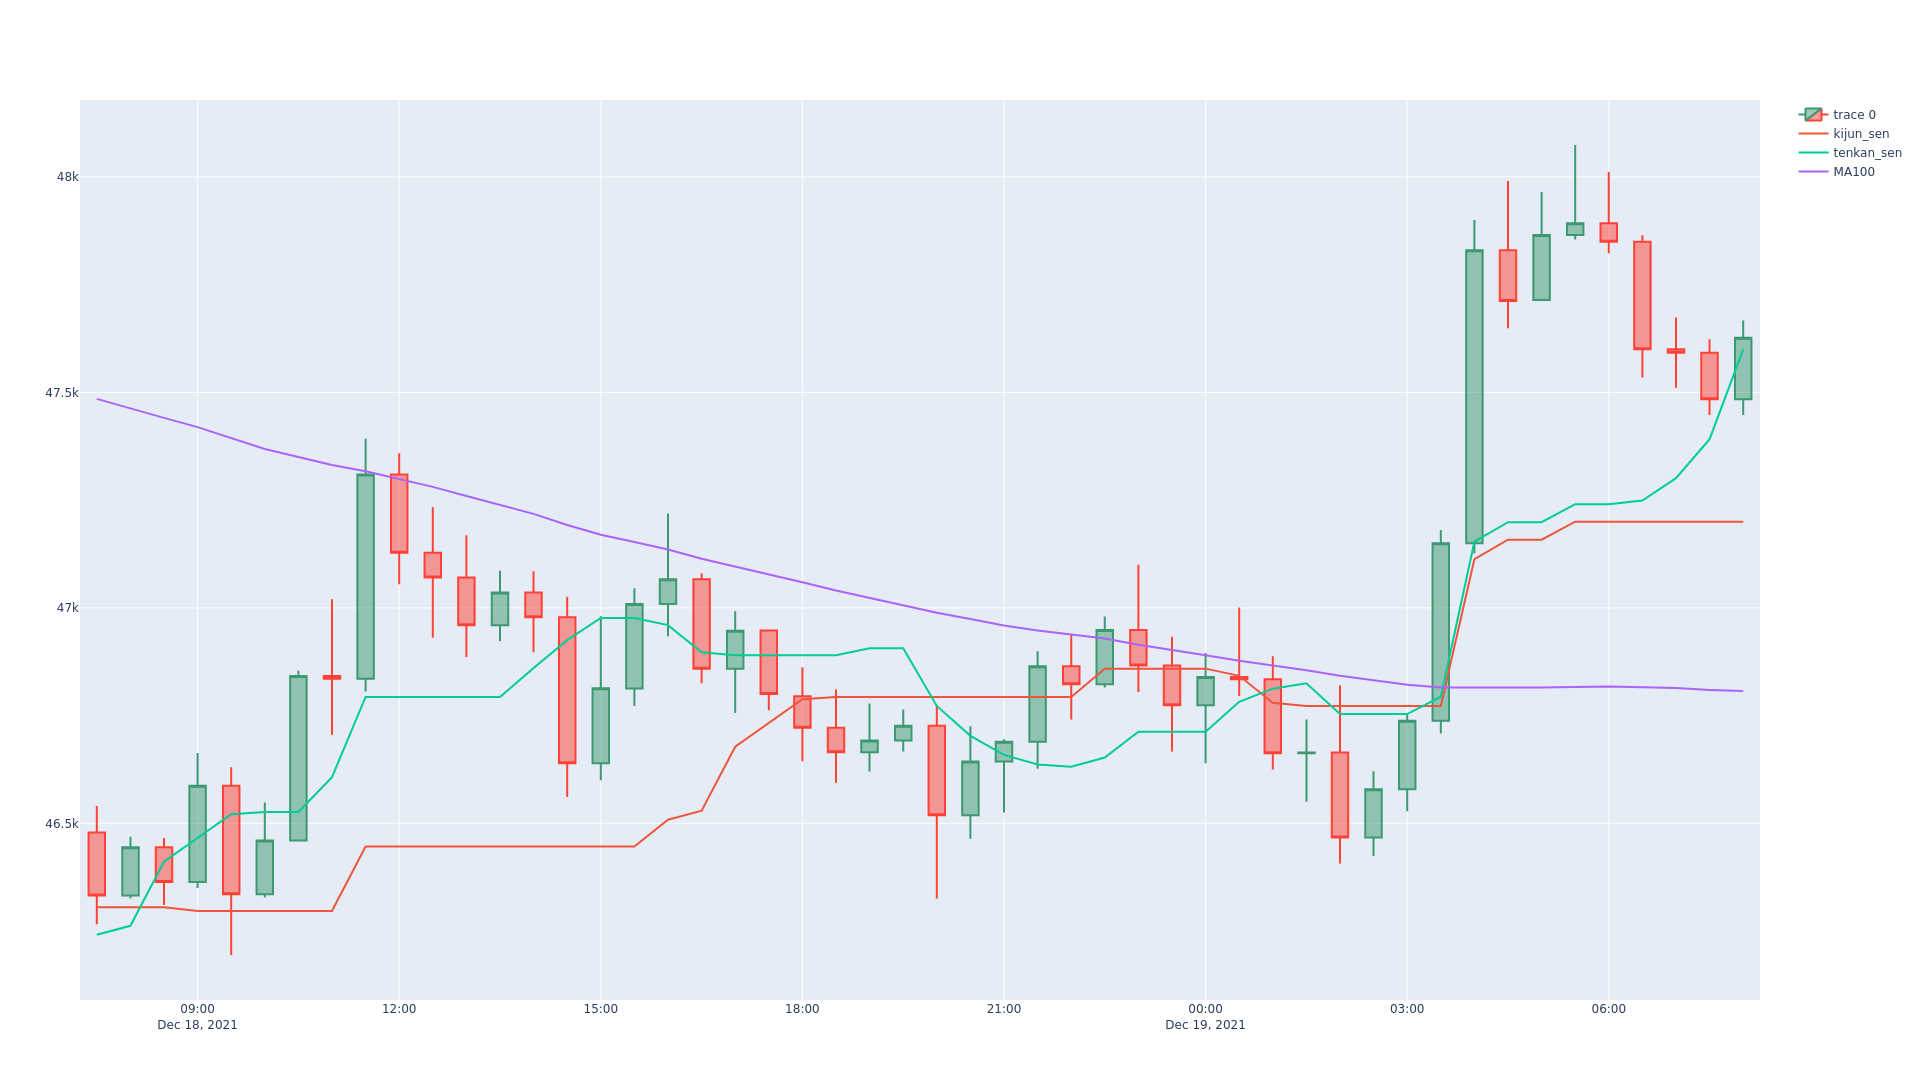 trace 0
kijun_sen
tenkan_sen
MA100
48k
47.5k
47k
46.5k
09:00 12:00 15:00 18:00 21:00 00:00 03:00 06:00
Dec 18, 2021 Dec 19, 2021